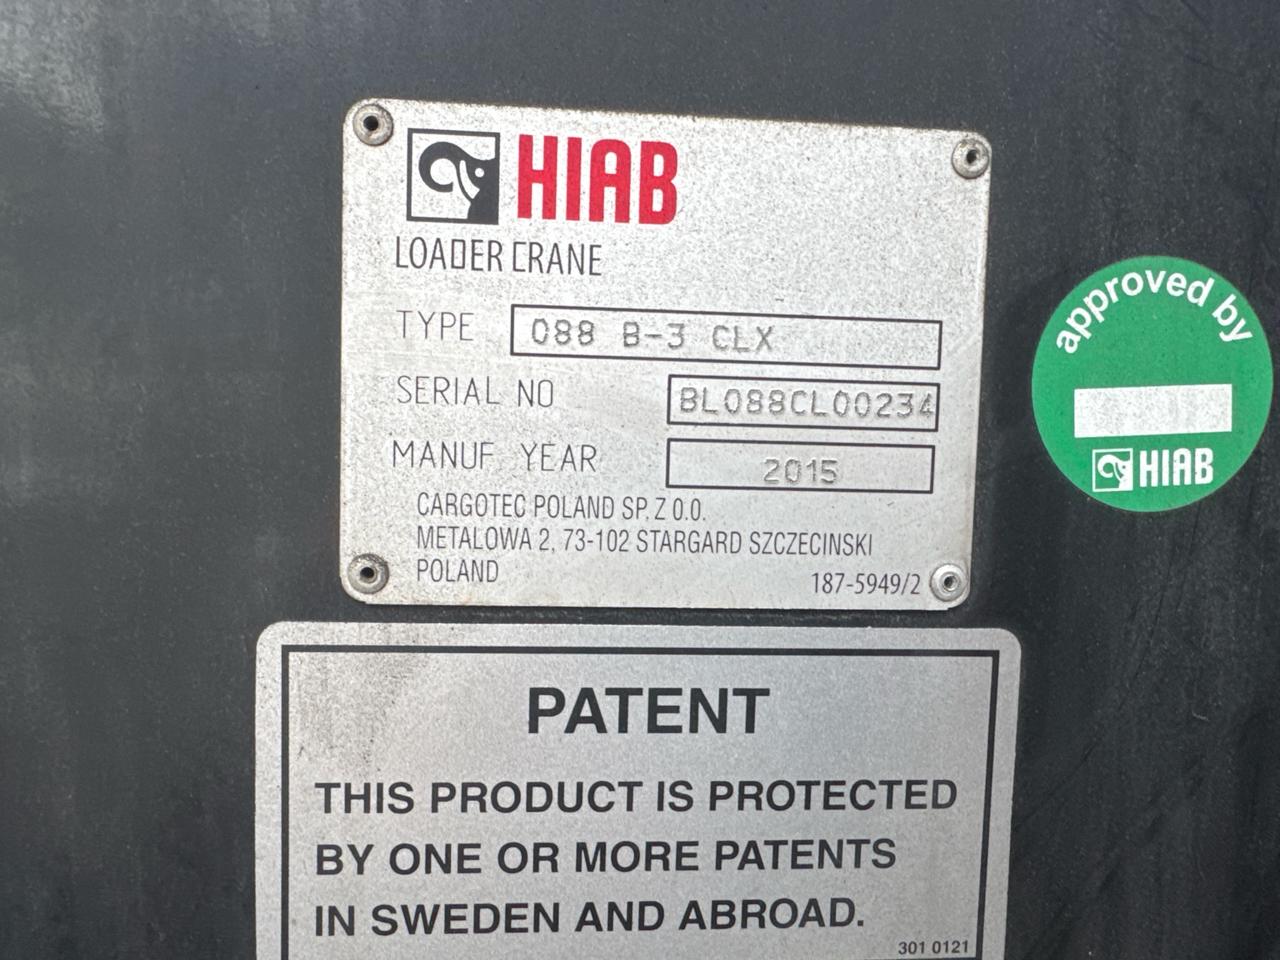 HIAB
LOADER CRANE
TYPE 088 B-3 CLX
SERIAL NO BL088CL00234
MANUF. YEAR 2015
CARGOTEC POLAND SP. Z O.O.
METALOWA 2, 73-102 STARGARD SZCZECINSKI
POLAND
187-5949/2
approved by
HIAB
PATENT
THIS PRODUCT IS PROTECTED
BY ONE OR MORE PATENTS
IN SWEDEN AND ABROAD.
301 0121